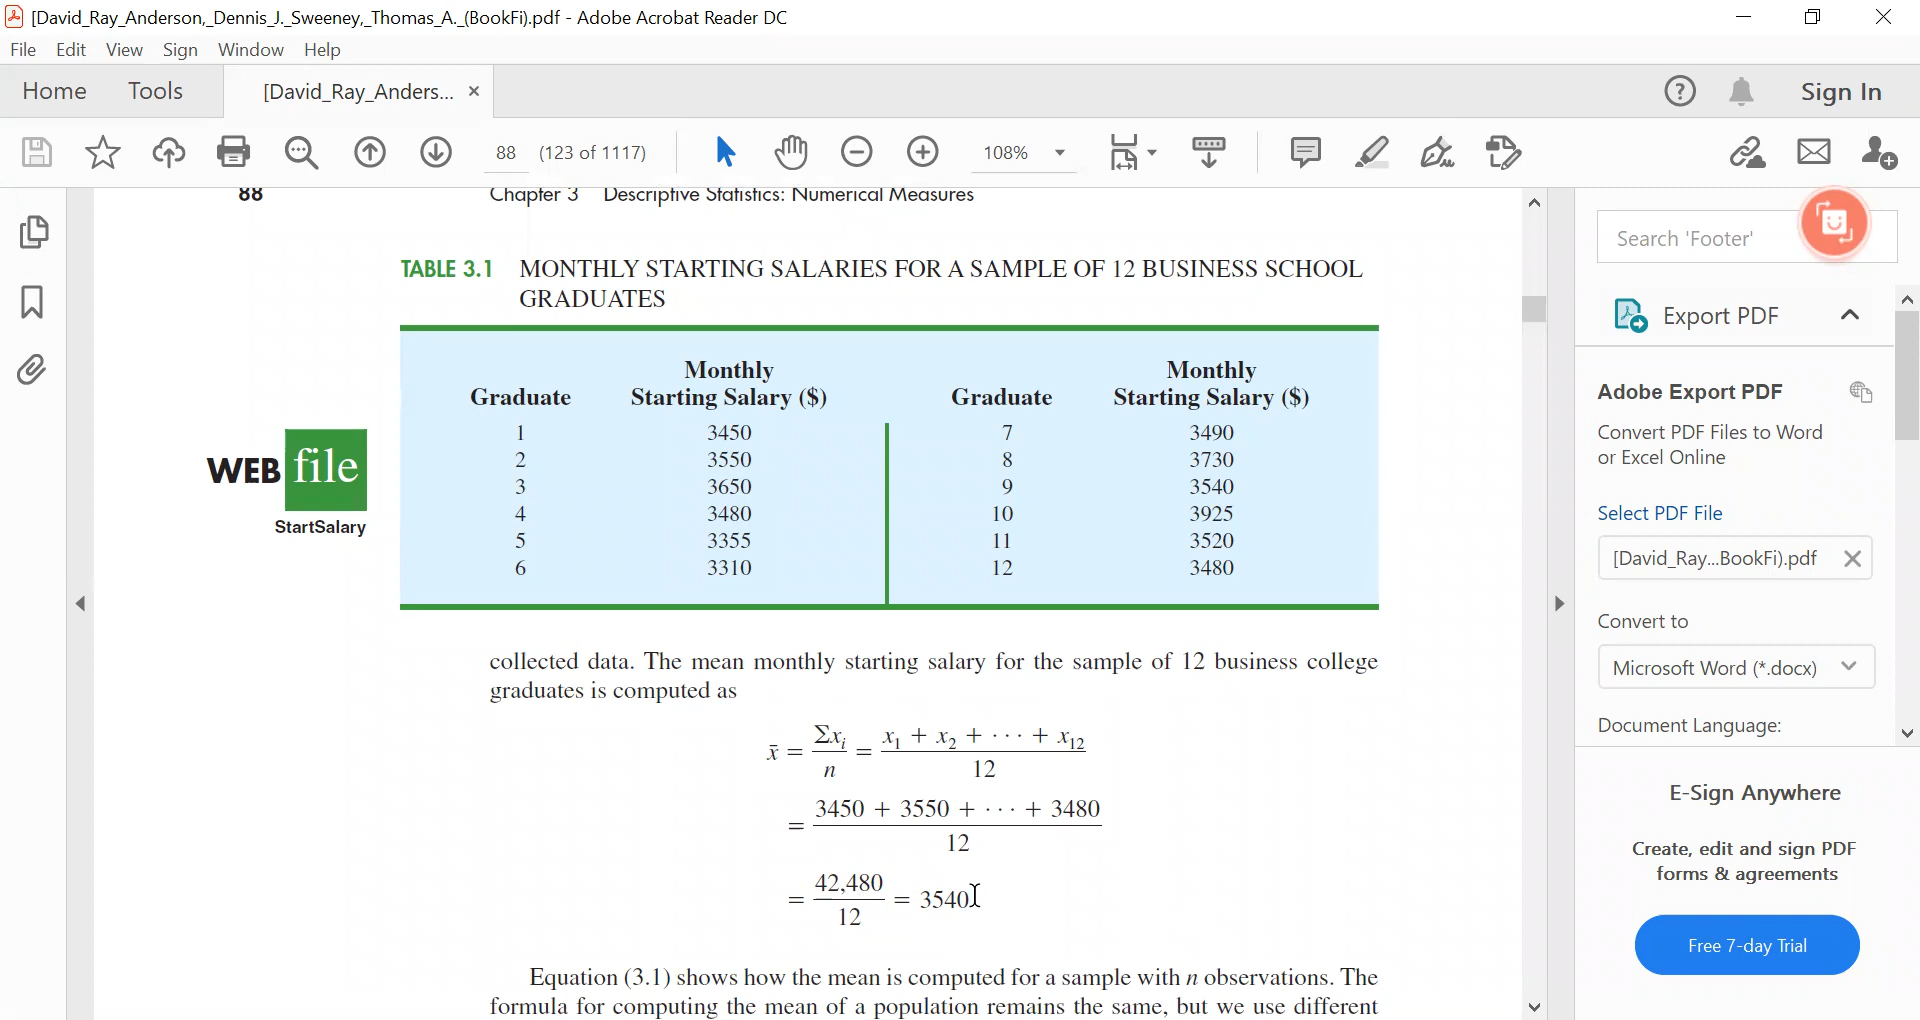 [David_Ray_Anderson,_Dennis_J._Sweeney,_Thomas_A._(BookFi).pdf - Adobe Acrobat Reader DC
File Edit View Sign Window Help
Home Tools [David_Ray_Anders... × ? Sign In
88 (123 of 1117) 108%
88 Chapter 3 Descriptive Statistics: Numerical Measures
Search 'Footer'
TABLE 3.1 MONTHLY STARTING SALARIES FOR A SAMPLE OF 12 BUSINESS SCHOOL
GRADUATES
Monthly Monthly
Graduate Starting Salary ($) Graduate Starting Salary ($)
1 3450 7 3490
2 3550 8 3730
3 3650 9 3540
4 3480 10 3925
5 3355 11 3520
6 3310 12 3480
WEB file
StartSalary
collected data. The mean monthly starting salary for the sample of 12 business college
graduates is computed as
x̄ = Σxᵢ / n = x₁ + x₂ + · · · + x₁₂ / 12
= 3450 + 3550 + · · · + 3480 / 12
= 42,480 / 12 = 3540
Equation (3.1) shows how the mean is computed for a sample with n observations. The
formula for computing the mean of a population remains the same, but we use different
Export PDF
Adobe Export PDF
Convert PDF Files to Word
or Excel Online
Select PDF File
[David_Ray...BookFi).pdf
Convert to
Microsoft Word (*.docx)
Document Language:
E-Sign Anywhere
Create, edit and sign PDF
forms & agreements
Free 7-day Trial